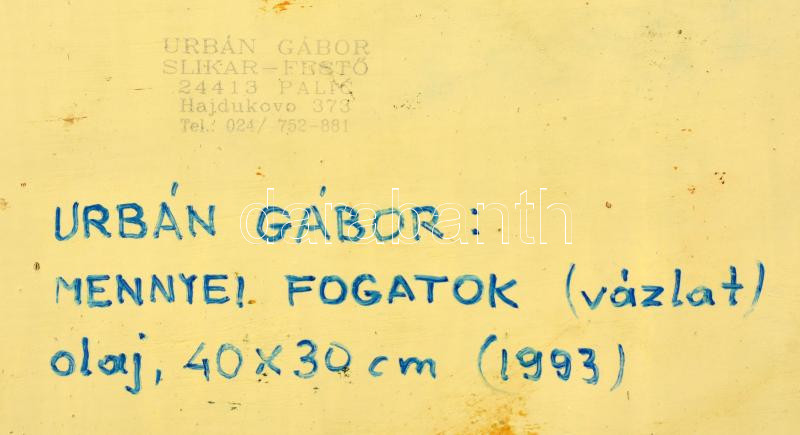 URBÁN GÁBOR
SLIKAR-FESTŐ
24413 PALIĆ
Hajdukovo 373
Tel.: 024/ 752-881
URBÁN GÁBOR:
darabanth
MENNYEI FOGATOK (vázlat)
olaj, 40x30 cm (1993)